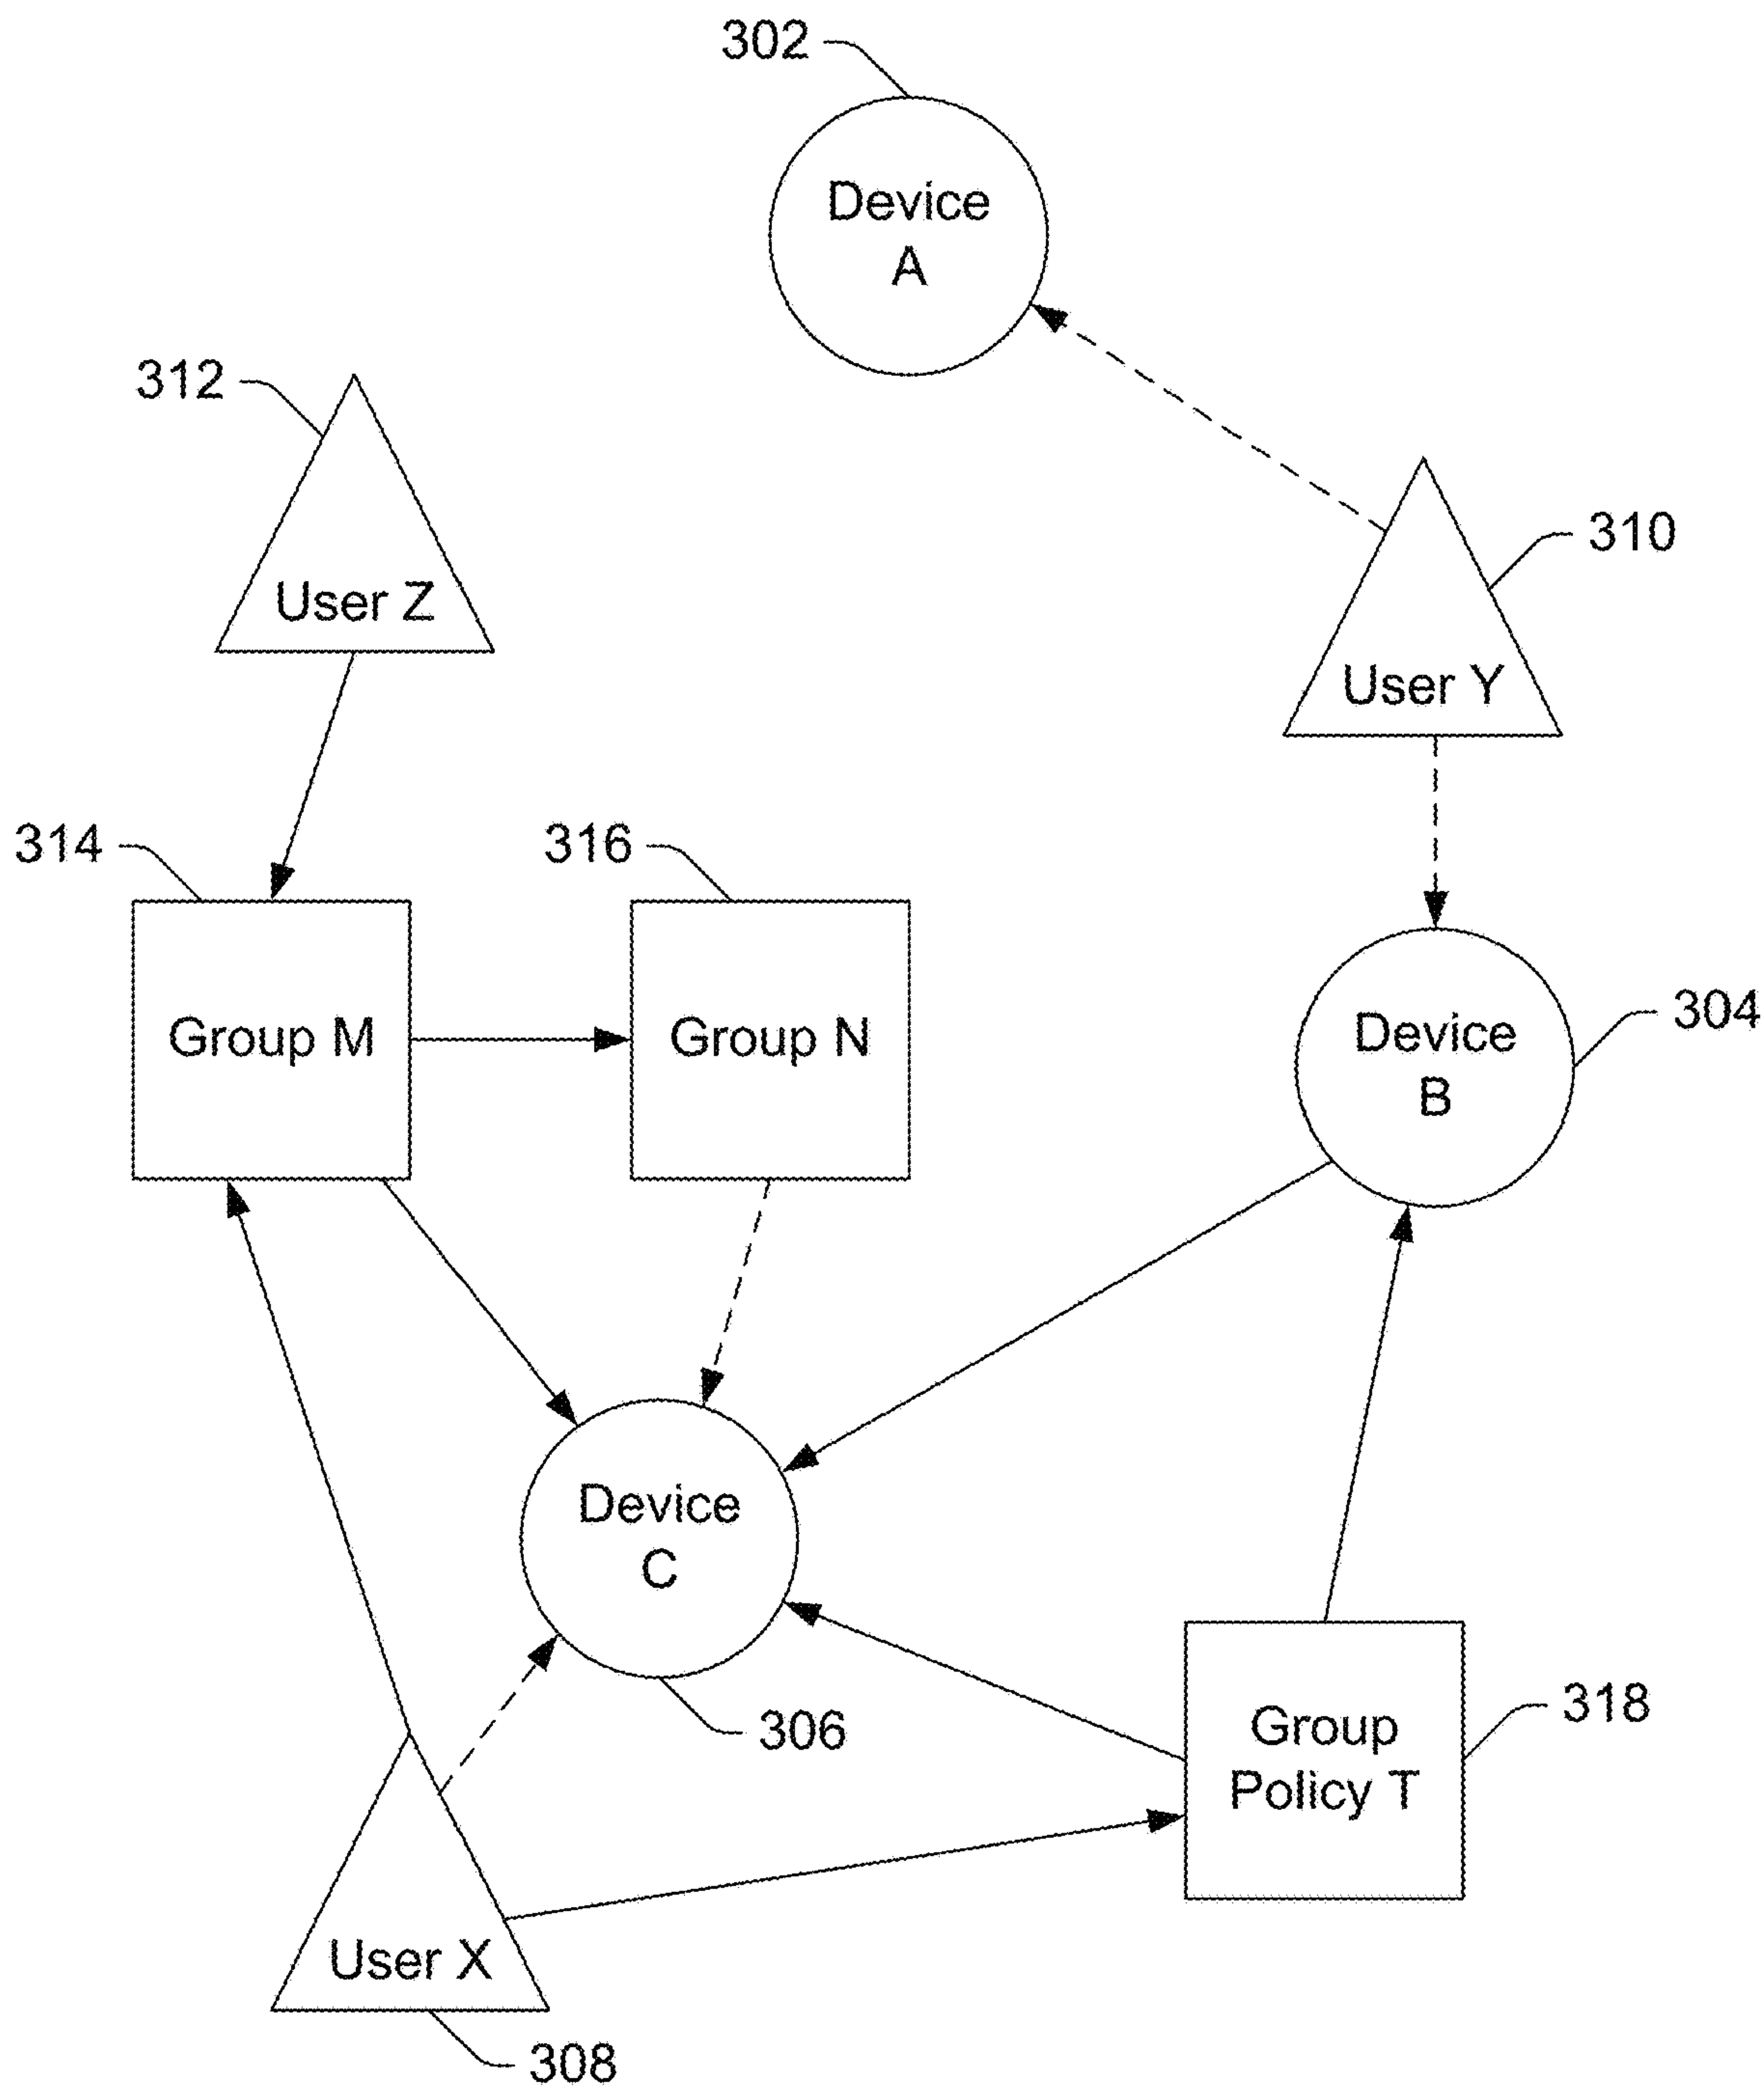 302
Device
A
312
User Z
310
User Y
314
316
Group M
Group N
Device
B
304
Device
C
306
Group
Policy T
318
User X
308